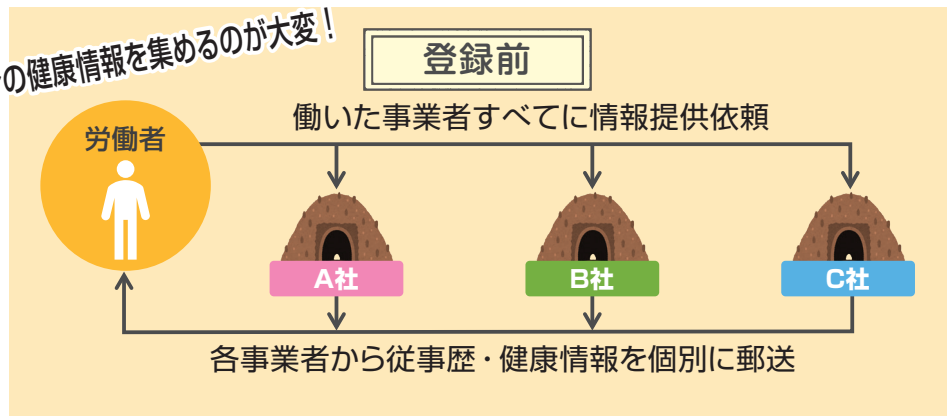 の健康情報を集めるのが大変！
登録前
働いた事業者すべてに情報提供依頼
労働者
A社
B社
C社
各事業者から従事歴・健康情報を個別に郵送